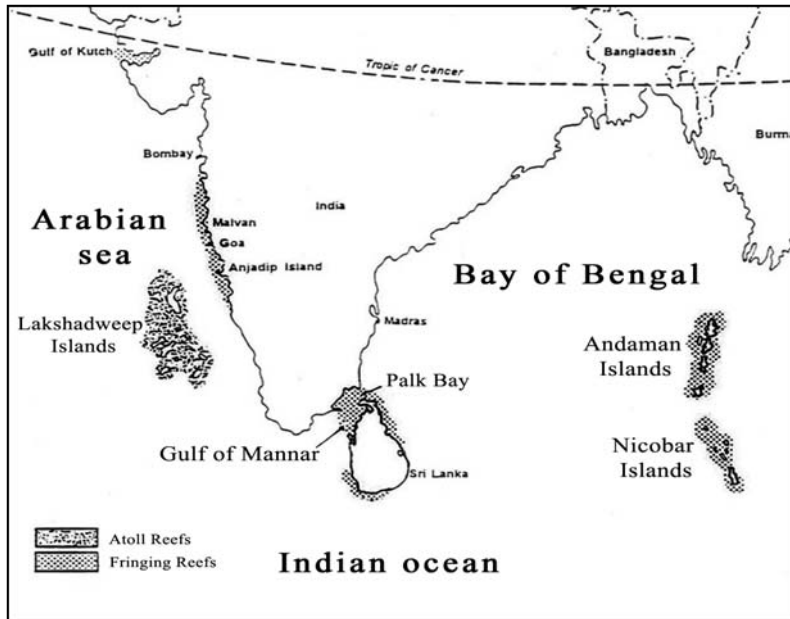 Gulf of Kutch
Tropic of Cancer
Bangladesh
Burma
Bombay
India
Arabian
sea
Malvan
Goa
Anjadip Island
Bay of Bengal
Lakshadweep
Islands
Madras
Andaman
Islands
Palk Bay
Gulf of Mannar
Nicobar
Islands
Sri Lanka
Atoll Reefs
Fringing Reefs
Indian ocean